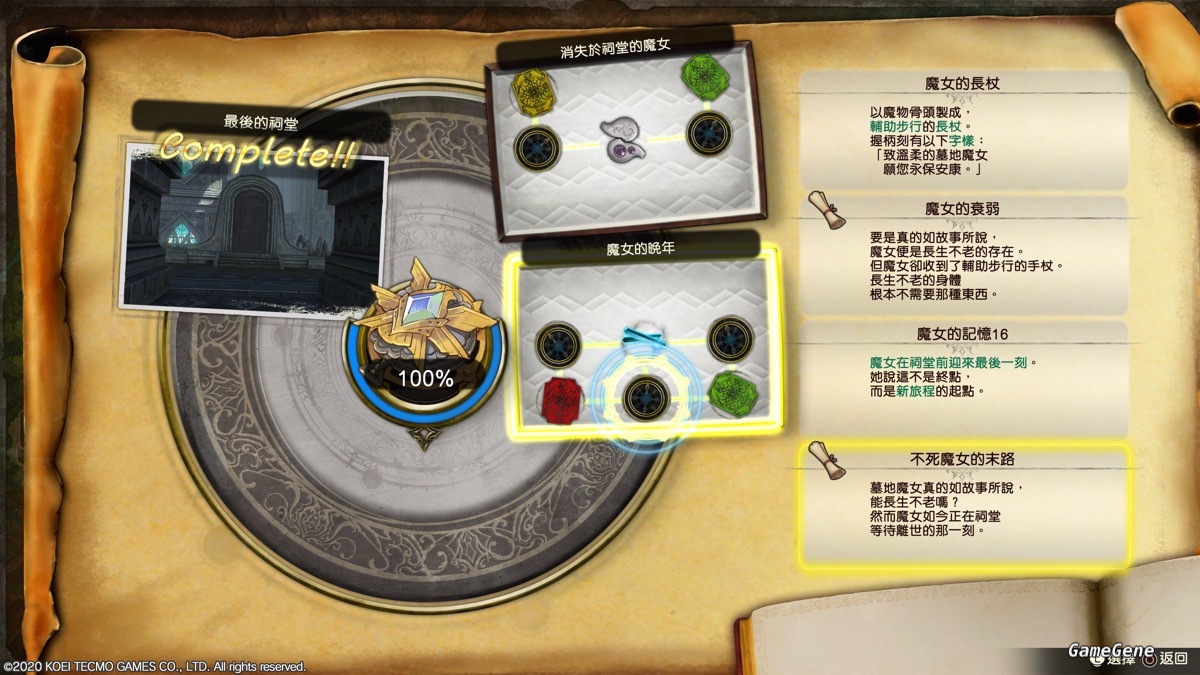 最後的祠堂
Complete!!
100%
消失於祠堂的魔女
魔女的晚年
魔女的長杖
以魔物骨頭製成，
輔助步行的長杖。
握柄刻有以下字樣：
「致溫柔的墓地魔女
願您永保安康。」
魔女的衰弱
要是真的如故事所說，
魔女便是長生不老的存在。
但魔女卻收到了輔助步行的手杖。
長生不老的身體
根本不需要那種東西。
魔女的記憶16
魔女在祠堂前迎來最後一刻。
她說這不是終點，
而是新旅程的起點。
不死魔女的末路
墓地魔女真的如故事所說，
能長生不老嗎？
然而魔女如今正在祠堂
等待離世的那一刻。
©2020 KOEI TECMO GAMES CO., LTD. All rights reserved.
GameGene
L 選擇 返回